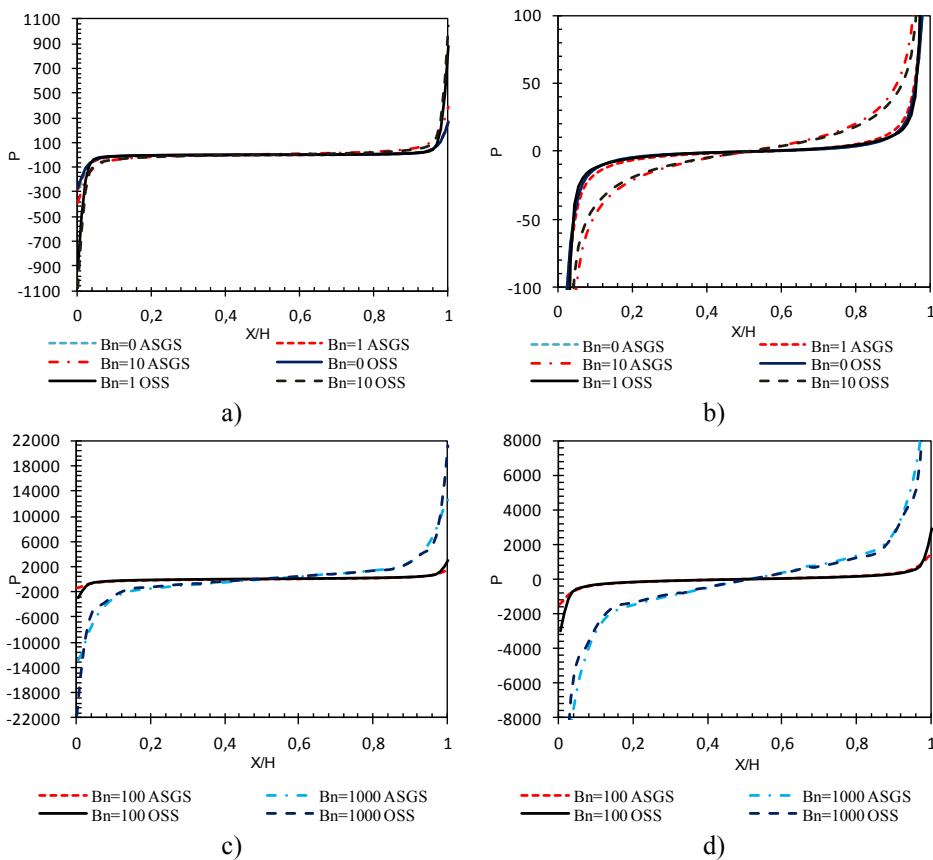 1100
900
700
500
300
100
-100
-300
-500
-700
-900
-1100
P
0
0,2
0,4
0,6
0,8
1
X/H
Bn=0 ASGS
Bn=1 ASGS
Bn=10 ASGS
Bn=0 OSS
Bn=1 OSS
Bn=10 OSS
a)
100
50
0
-50
-100
P
0
0,2
0,4
0,6
0,8
1
X/H
Bn=0 ASGS
Bn=1 ASGS
Bn=10 ASGS
Bn=0 OSS
Bn=1 OSS
Bn=10 OSS
b)
22000
18000
14000
10000
6000
2000
-2000
-6000
-10000
-14000
-18000
-22000
P
0
0,2
0,4
0,6
0,8
1
X/H
Bn=100 ASGS
Bn=1000 ASGS
Bn=100 OSS
Bn=1000 OSS
c)
8000
6000
4000
2000
0
-2000
-4000
-6000
-8000
P
0
0,2
0,4
0,6
0,8
1
X/H
Bn=100 ASGS
Bn=1000 ASGS
Bn=100 OSS
Bn=1000 OSS
d)